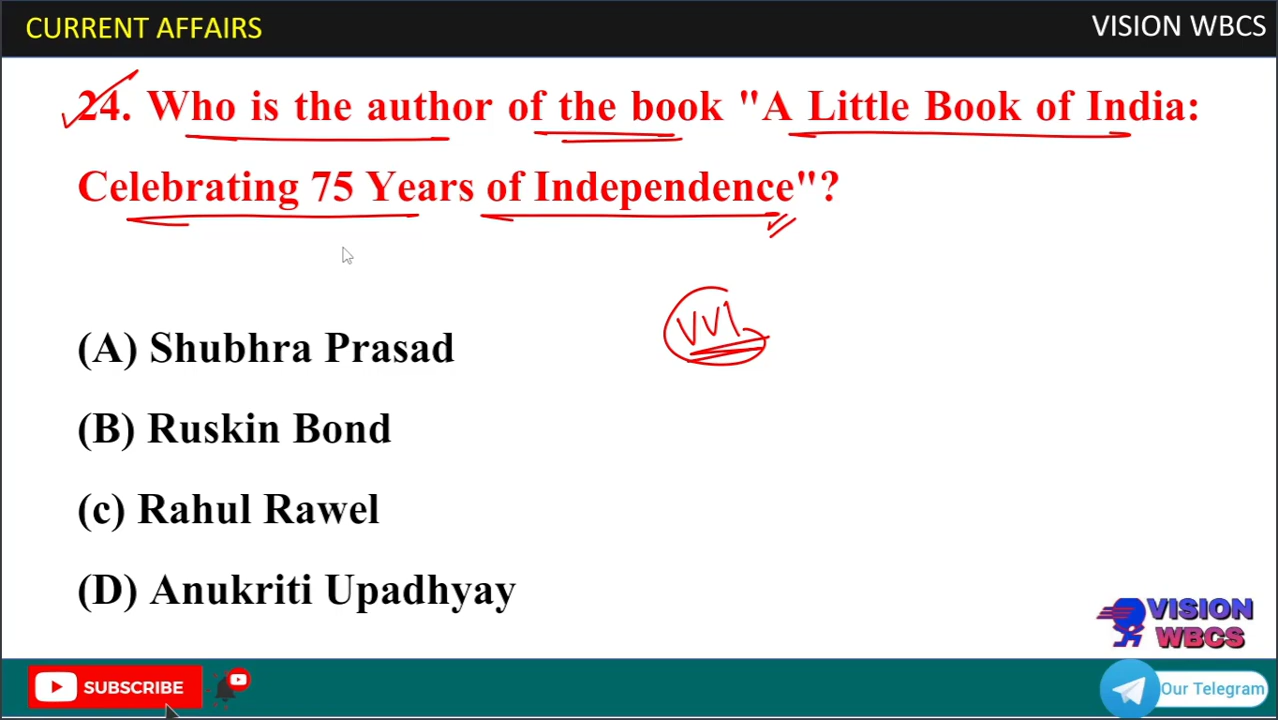 CURRENT AFFAIRS
VISION WBCS
24. Who is the author of the book "A Little Book of India:
Celebrating 75 Years of Independence"?
VVI
(A) Shubhra Prasad
(B) Ruskin Bond
(c) Rahul Rawel
(D) Anukriti Upadhyay
VISION
WBCS
SUBSCRIBE
Our Telegram